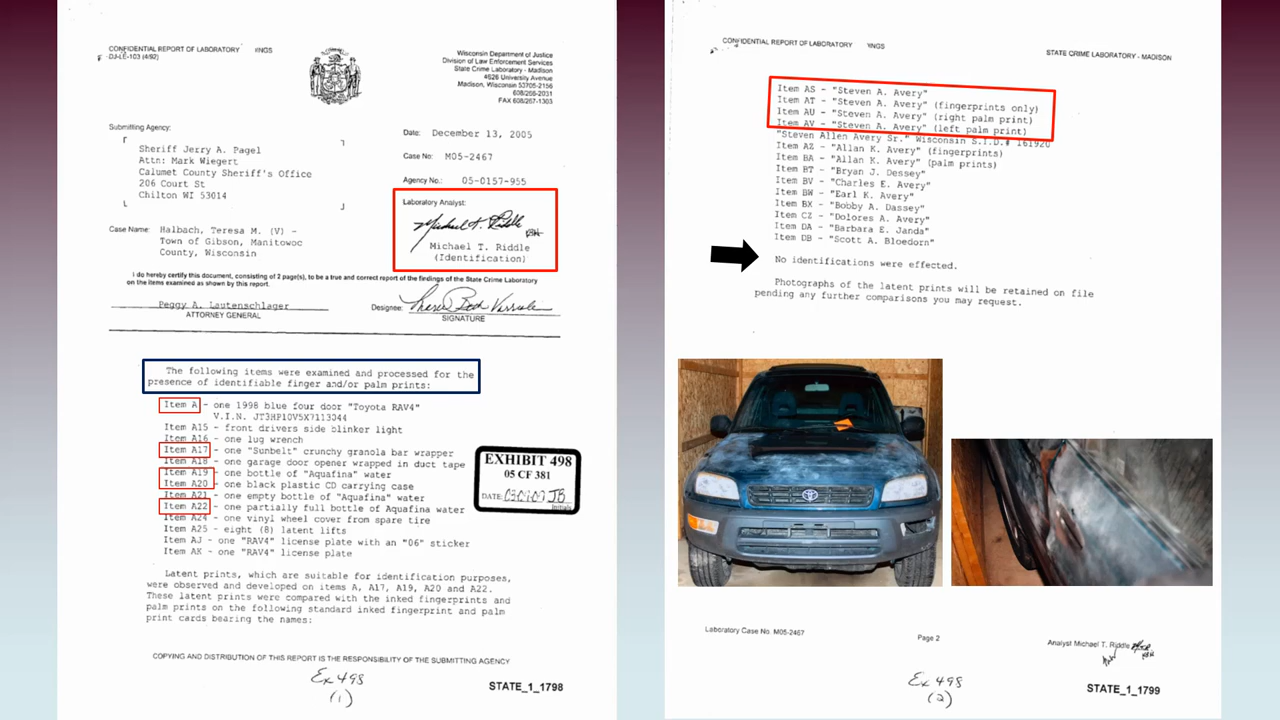 CONFIDENTIAL REPORT OF LABORATORY INGS
DJ-LE-103 (4/92)
Wisconsin Department of Justice
Division of Law Enforcement Services
State Crime Laboratory - Madison
4626 University Avenue
Madison, Wisconsin 53705-2156
608/266-2031
FAX 608/267-1303
Submitting Agency:
Sheriff Jerry A. Pagel
Attn: Mark Wiegert
Calumet County Sheriff's Office
206 Court St
Chilton WI 53014
Date: December 13, 2005
Case No: M05-2467
Agency No.: 05-0157-955
Laboratory Analyst:
Michael T. Riddle
Michael T. Riddle
(Identification)
Case Name: Halbach, Teresa M. (V) -
Town of Gibson, Manitowoc
County, Wisconsin
I do hereby certify this document, consisting of 2 page(s), to be a true and correct report of the findings of the State Crime Laboratory
on the items examined as shown by this report.
Peggy A. Lautenschlager
ATTORNEY GENERAL
Designee:
SIGNATURE
The following items were examined and processed for the
presence of identifiable finger and/or palm prints:
Item A - one 1998 blue four door "Toyota RAV4"
V.I.N. JT3HP10V5X7113044
Item A15 - front drivers side blinker light
Item A16 - one lug wrench
Item A17 - one "Sunbelt" crunchy granola bar wrapper
Item A18 - one garage door opener wrapped in duct tape
Item A19 - one bottle of "Aquafina" water
Item A20 - one black plastic CD carrying case
Item A21 - one empty bottle of "Aquafina" water
Item A22 - one partially full bottle of Aquafina water
Item A24 - one vinyl wheel cover from spare tire
Item A25 - eight (8) latent lifts
Item AJ - one "RAV4" license plate with an "06" sticker
Item AK - one "RAV4" license plate
EXHIBIT 498
05 CF 381
DATE: 030107 JB
Initials
Latent prints, which are suitable for identification purposes,
were observed and developed on items A, A17, A19, A20 and A22.
These latent prints were compared with the inked fingerprints and
palm prints on the following standard inked fingerprint and palm
print cards bearing the names:
COPYING AND DISTRIBUTION OF THIS REPORT IS THE RESPONSIBILITY OF THE SUBMITTING AGENCY
Ex 498
(1)
STATE_1_1798
CONFIDENTIAL REPORT OF LABORATORY INGS
STATE CRIME LABORATORY - MADISON
Item AS - "Steven A. Avery"
Item AT - "Steven A. Avery" (fingerprints only)
Item AU - "Steven A. Avery" (right palm print)
Item AV - "Steven A. Avery" (left palm print)
"Steven Allen Avery Sr." Wisconsin S.I.D.# 161920
Item AZ - "Allan K. Avery" (fingerprints)
Item BA - "Allan K. Avery" (palm prints)
Item BT - "Bryan J. Dessey"
Item BV - "Charles E. Avery"
Item BW - "Earl K. Avery"
Item BX - "Bobby A. Dassey"
Item CZ - "Dolores A. Avery"
Item DA - "Barbara E. Janda"
Item DB - "Scott A. Bloedorn"
No identifications were effected.
Photographs of the latent prints will be retained on file
pending any further comparisons you may request.
Laboratory Case No. M05-2467
Page 2
Analyst Michael T. Riddle
Ex 498
(2)
STATE_1_1799